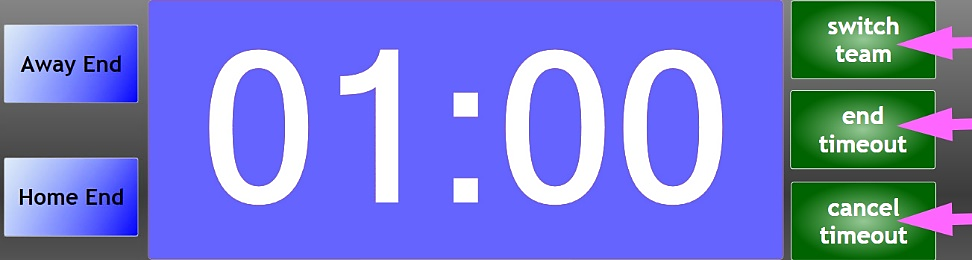 Away End
Home End
01:00
switch
team
end
timeout
cancel
timeout